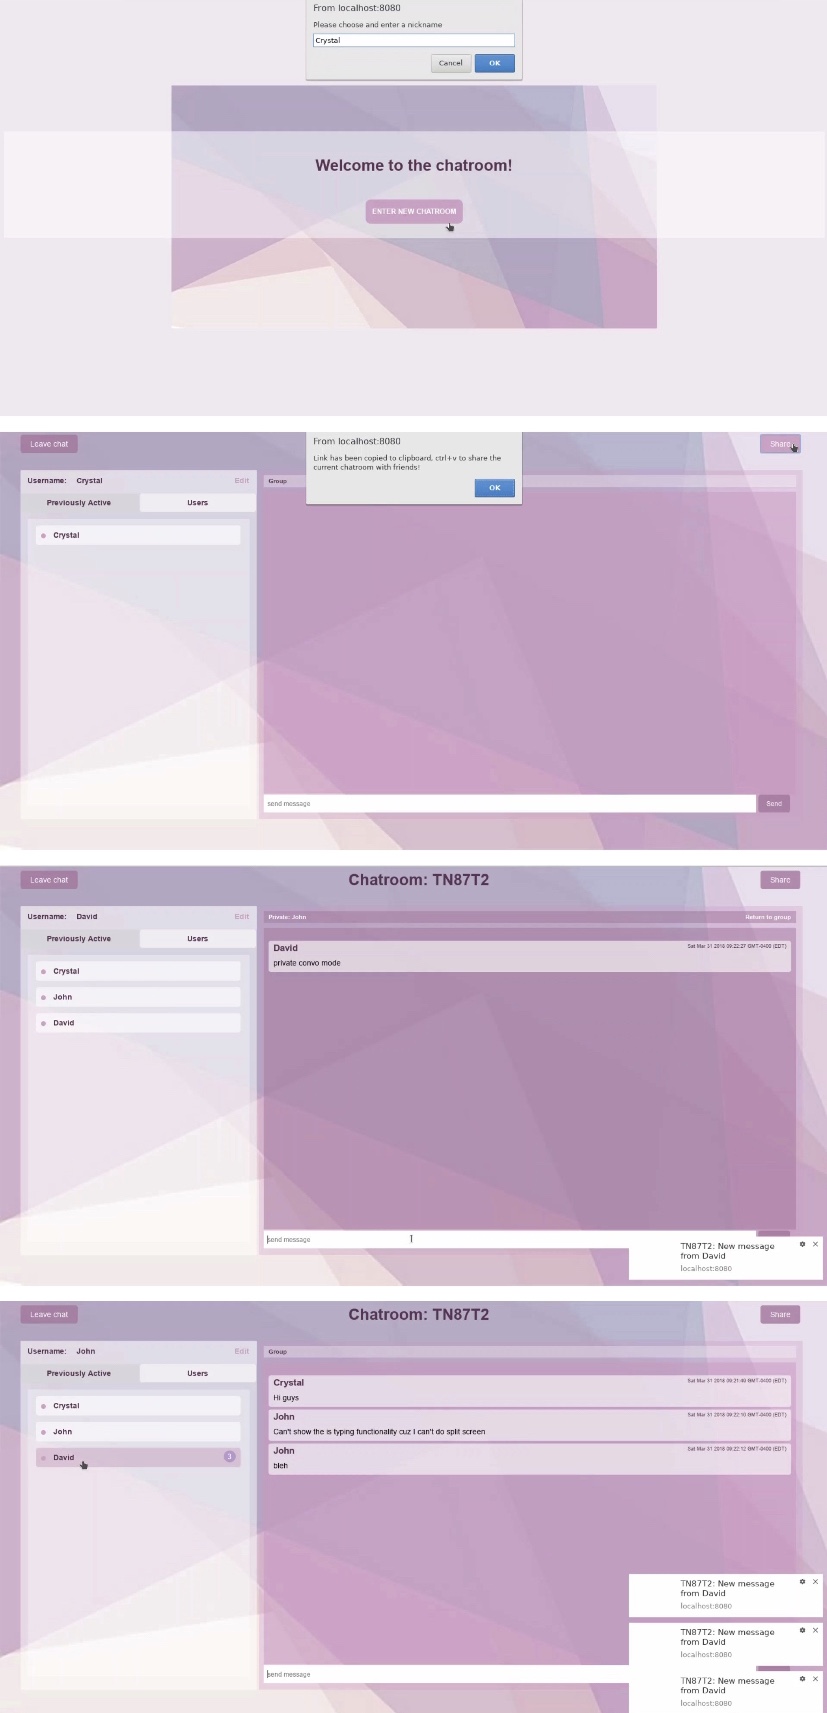 From localhost:8080
Please choose and enter a nickname
Crystal
Cancel
OK
Welcome to the chatroom!
ENTER NEW CHATROOM
Leave chat
From localhost:8080
Link has been copied to clipboard, ctrl+v to share the
current chatroom with friends!
OK
Share
Username: Crystal
Edit
Group
Previously Active
Users
Crystal
send message
Send
Leave chat
Chatroom: TN87T2
Share
Username: David
Edit
Private: John
Return to group
Previously Active
Users
Crystal
John
David
David
Sat Mar 31 2018 09:22:27 GMT-0400 (EDT)
private convo mode
send message
TN87T2: New message
from David
localhost:8080
Leave chat
Chatroom: TN87T2
Share
Username: John
Edit
Group
Previously Active
Users
Crystal
John
David
3
Crystal
Sat Mar 31 2018 09:21:49 GMT-0400 (EDT)
Hi guys
John
Sat Mar 31 2018 09:22:10 GMT-0400 (EDT)
Can't show the is typing functionality cuz I can't do split screen
John
Sat Mar 31 2018 09:22:12 GMT-0400 (EDT)
bleh
TN87T2: New message
from David
localhost:8080
TN87T2: New message
from David
localhost:8080
send message
TN87T2: New message
from David
localhost:8080